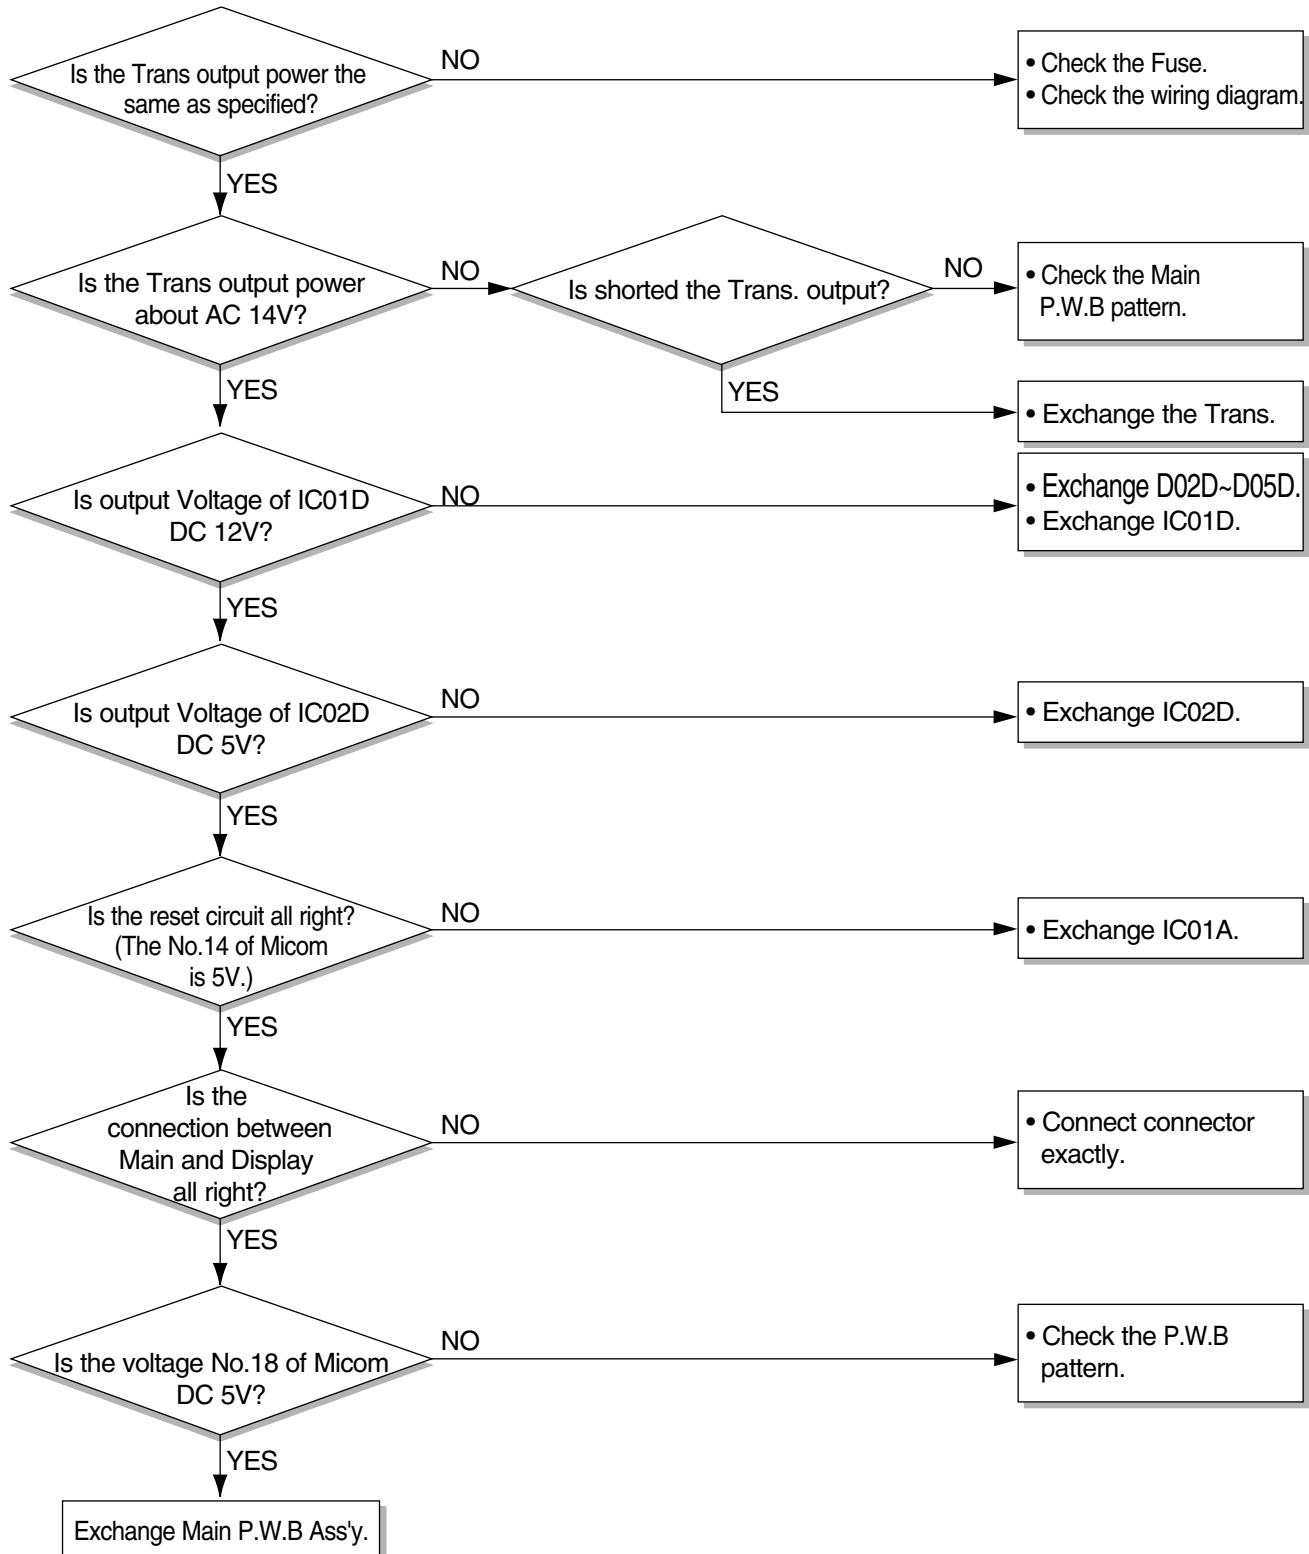 Is the Trans output power the
same as specified?
NO
• Check the Fuse.
• Check the wiring diagram.
YES
Is the Trans output power
about AC 14V?
NO
Is shorted the Trans. output?
NO
• Check the Main
P.W.B pattern.
YES
YES
• Exchange the Trans.
Is output Voltage of IC01D
DC 12V?
NO
• Exchange D02D~D05D.
• Exchange IC01D.
YES
Is output Voltage of IC02D
DC 5V?
NO
• Exchange IC02D.
YES
Is the reset circuit all right?
(The No.14 of Micom
is 5V.)
NO
• Exchange IC01A.
YES
Is the
connection between
Main and Display
all right?
NO
• Connect connector
exactly.
YES
Is the voltage No.18 of Micom
DC 5V?
NO
• Check the P.W.B
pattern.
YES
Exchange Main P.W.B Ass'y.